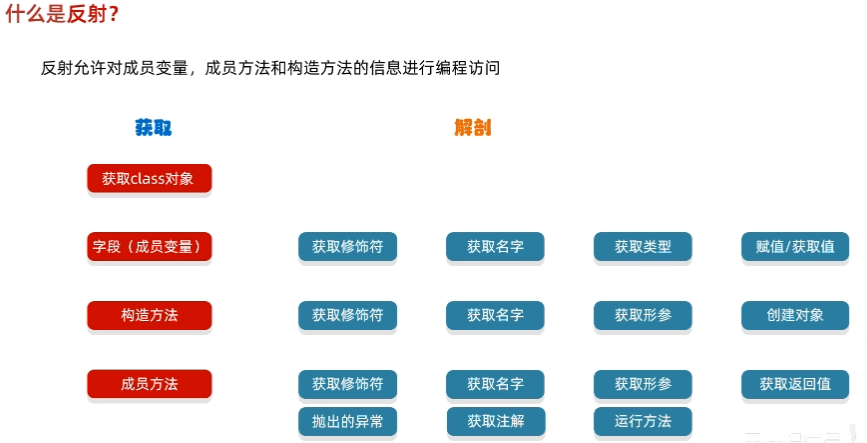 什么是反射？
反射允许对成员变量，成员方法和构造方法的信息进行编程访问
获取 解剖
获取class对象
字段（成员变量） 获取修饰符 获取名字 获取类型 赋值/获取值
构造方法 获取修饰符 获取名字 获取形参 创建对象
成员方法 获取修饰符 获取名字 获取形参 获取返回值
抛出的异常 获取注解 运行方法